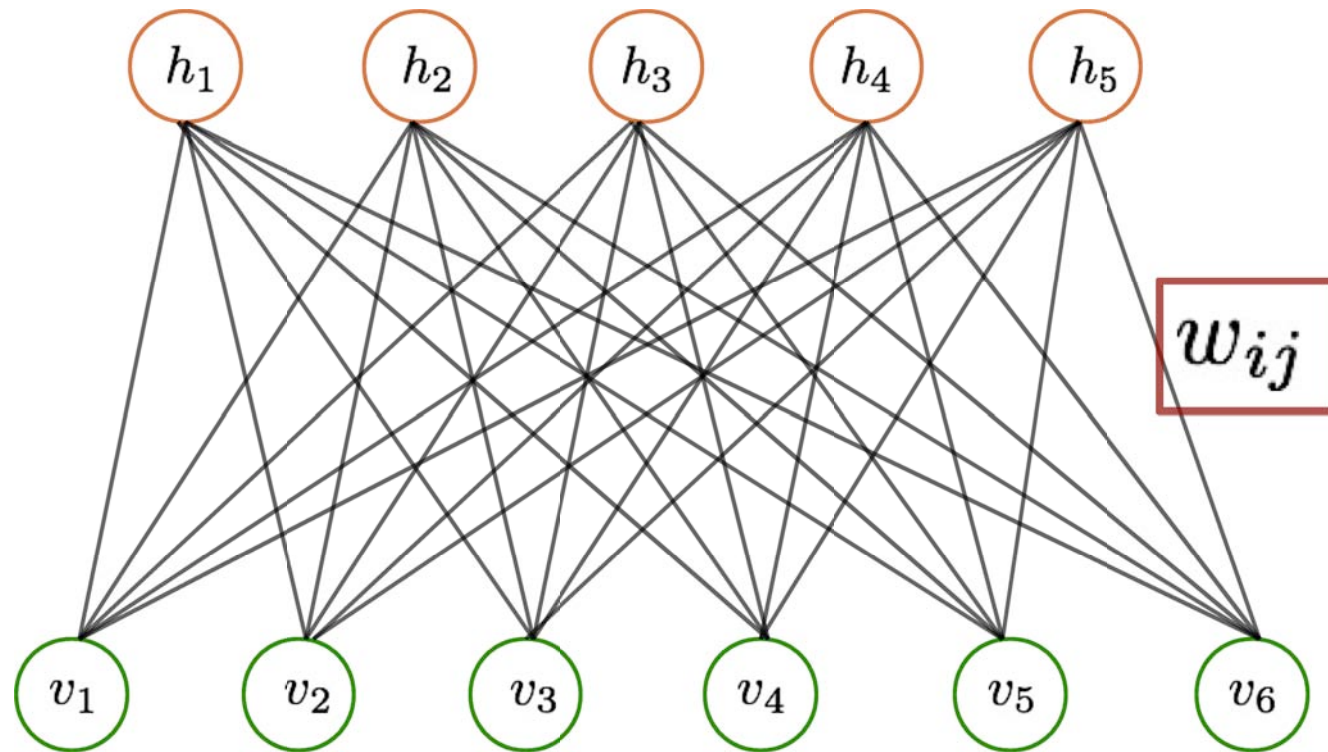 h₁ h₂ h₃ h₄ h₅
wᵢⱼ
v₁ v₂ v₃ v₄ v₅ v₆